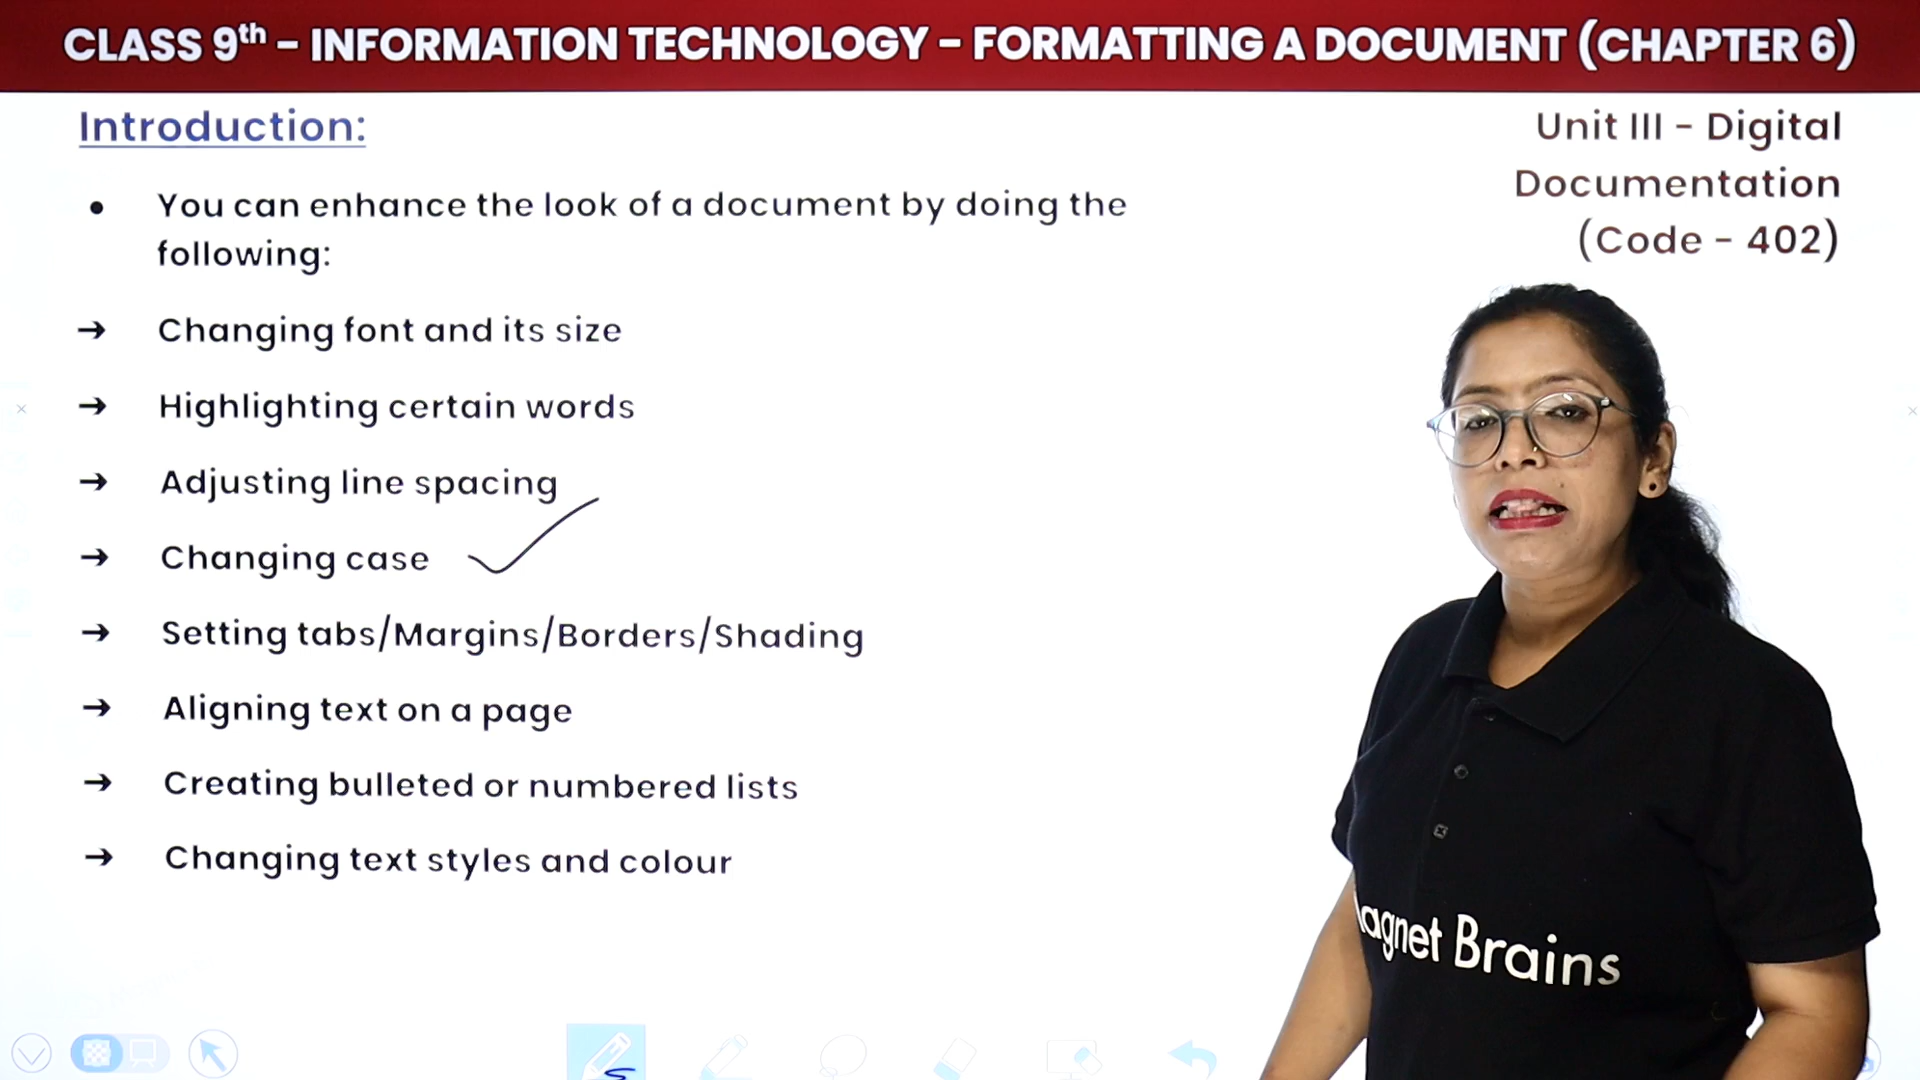 CLASS 9th - INFORMATION TECHNOLOGY - FORMATTING A DOCUMENT (CHAPTER 6)
Introduction:
Unit III - Digital
Documentation
(Code - 402)
● You can enhance the look of a document by doing the
following:
→ Changing font and its size
→ Highlighting certain words
→ Adjusting line spacing
→ Changing case
→ Setting tabs/Margins/Borders/Shading
→ Aligning text on a page
→ Creating bulleted or numbered lists
→ Changing text styles and colour
agnet Brains